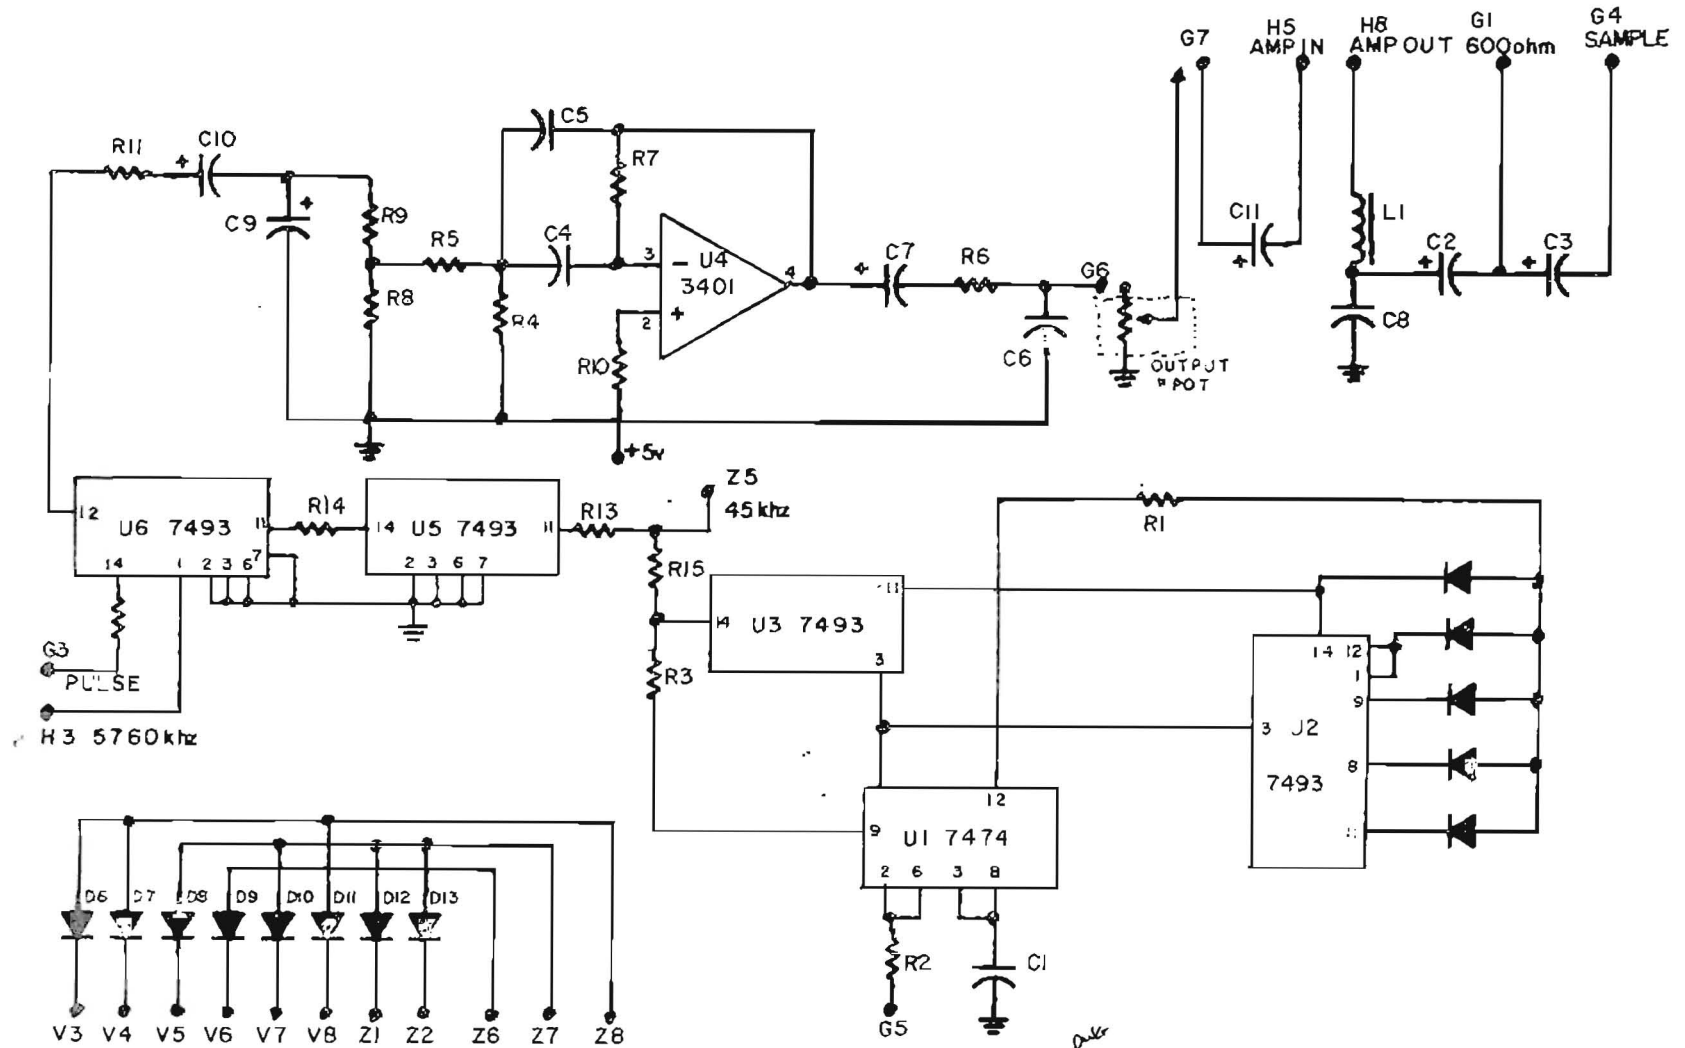 G7
H5
AMP IN
H8
AMP OUT
G1
600ohm
G4
SAMPLE
R11
+
C10
C5
R7
C9
+
R9
R5
C4
3
-
U4
3401
4
+
C7
R6
G6
C11
+
L1
C2
+
C3
+
R8
R4
2
+
R10
C6
C8
OUTPUT
POT
+5v
Z5
45khz
12
U6 7493
11
R14
14
U5 7493
11
R13
R1
14
1
2
3
6
7
2
3
6
7
R15
11
14
U3 7493
3
G3
PULSE
R3
14
12
1
9
H3 5760khz
3
J2
8
7493
12
9
U1 7474
11
2
6
3
8
D6
D7
D8
D9
D10
D11
D12
D13
R2
C1
V3
V4
V5
V6
V7
V8
Z1
Z2
Z6
Z7
Z8
G5